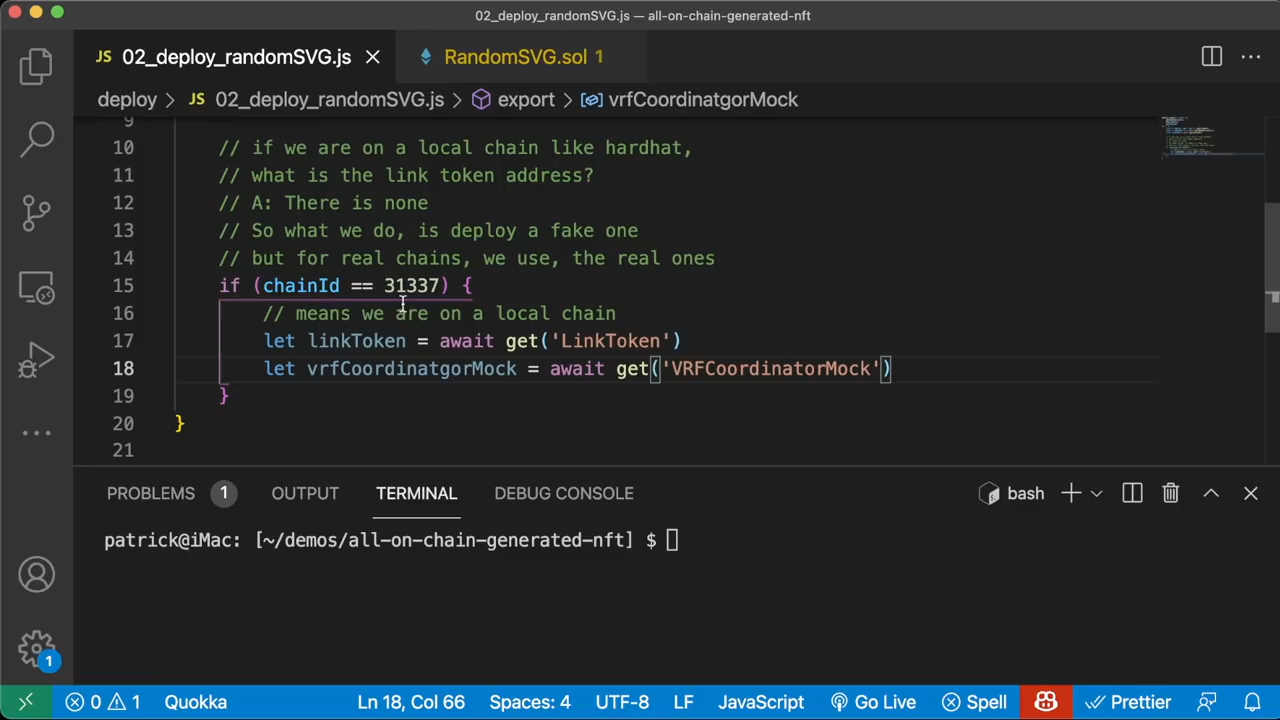 02_deploy_randomSVG.js — all-on-chain-generated-nft
JS 02_deploy_randomSVG.js RandomSVG.sol 1
deploy > JS 02_deploy_randomSVG.js > export > vrfCoordinatgorMock
9
10 // if we are on a local chain like hardhat,
11 // what is the link token address?
12 // A: There is none
13 // So what we do, is deploy a fake one
14 // but for real chains, we use, the real ones
15 if (chainId == 31337) {
16 // means we are on a local chain
17 let linkToken = await get('LinkToken')
18 let vrfCoordinatgorMock = await get('VRFCoordinatorMock')
19 }
20 }
21
PROBLEMS 1 OUTPUT TERMINAL DEBUG CONSOLE bash
patrick@iMac: [~/demos/all-on-chain-generated-nft] $
1
0 1 Quokka Ln 18, Col 66 Spaces: 4 UTF-8 LF JavaScript Go Live Spell Prettier